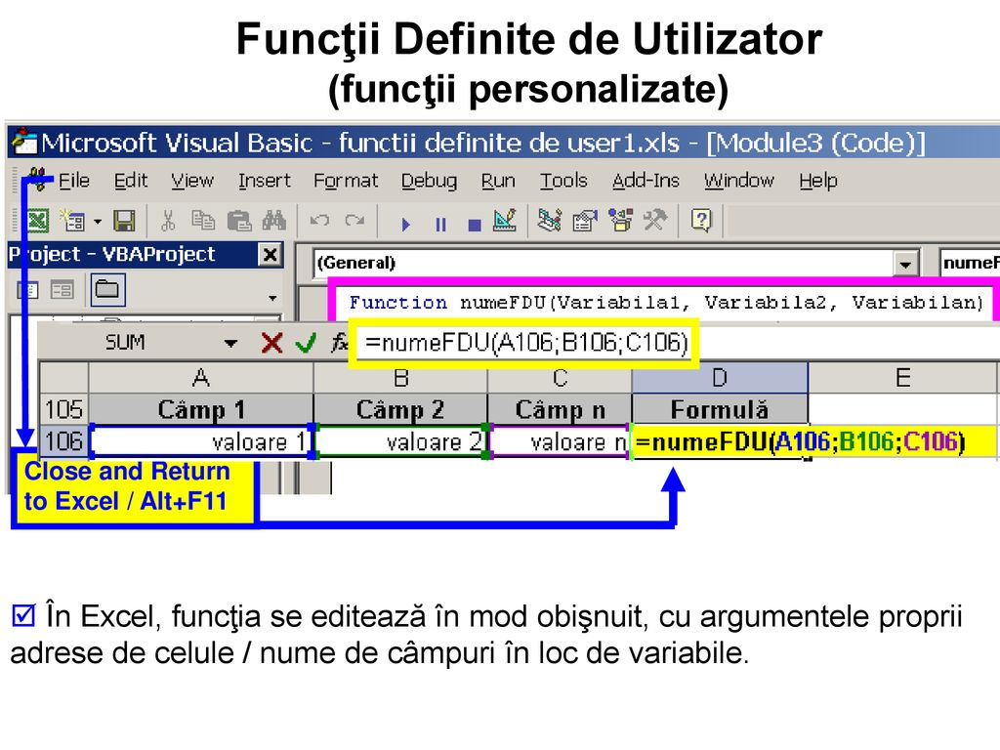 Funcţii Definite de Utilizator
(funcţii personalizate)
Microsoft Visual Basic - functii definite de user1.xls - [Module3 (Code)]
File Edit View Insert Format Debug Run Tools Add-Ins Window Help
Project - VBAProject
(General)
numeF
Function numeFDU(Variabila1, Variabila2, Variabilan)
SUM fx =numeFDU(A106;B106;C106)
A B C D E
105 Câmp 1 Câmp 2 Câmp n Formulă
106 valoare 1 valoare 2 valoare n =numeFDU(A106;B106;C106)
Close and Return
to Excel / Alt+F11
În Excel, funcţia se editează în mod obişnuit, cu argumentele proprii
adrese de celule / nume de câmpuri în loc de variabile.